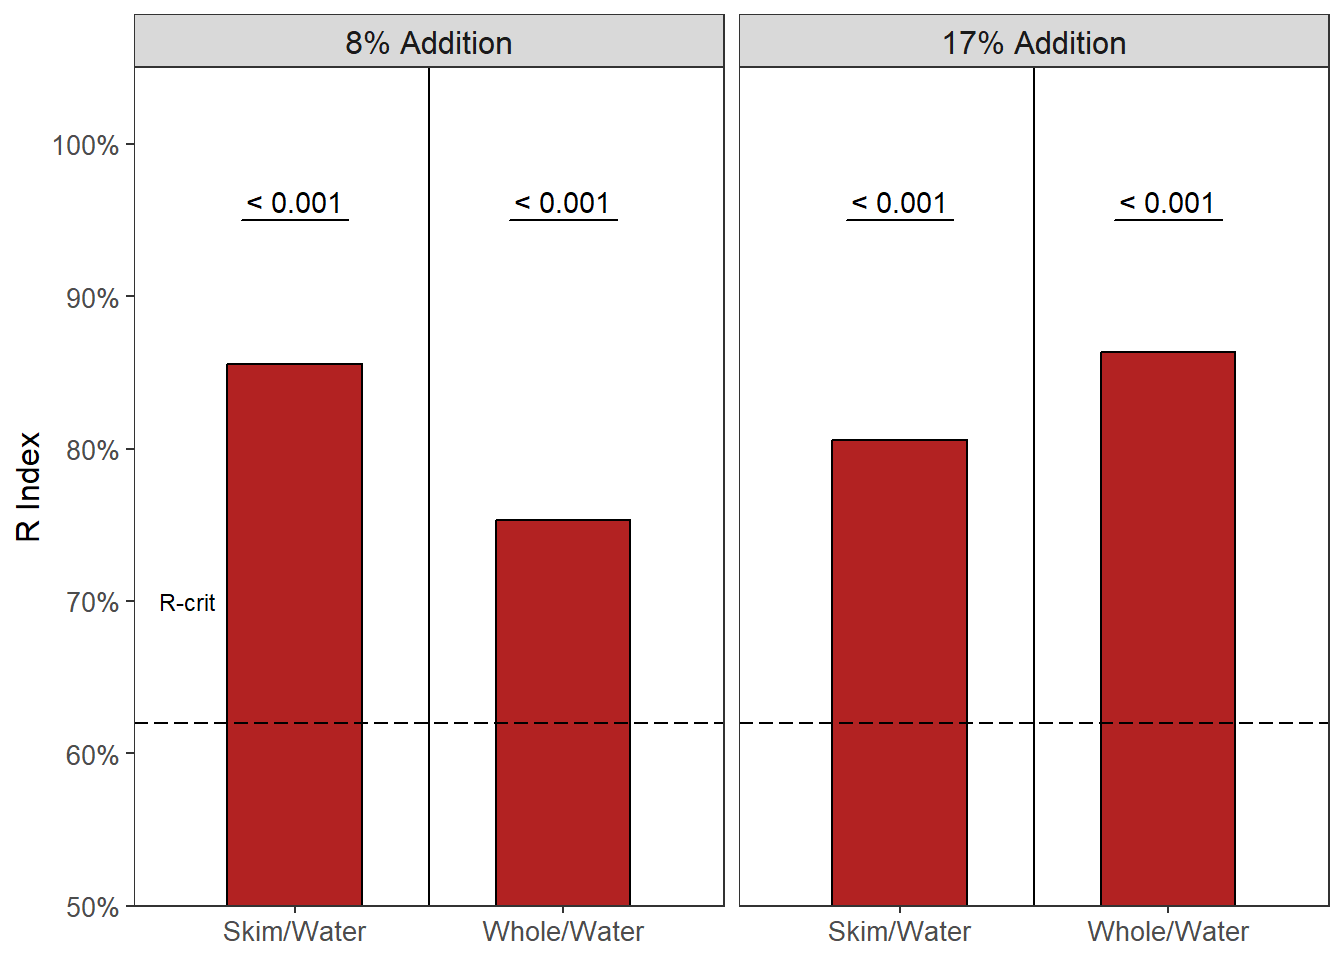 8% Addition
17% Addition
100%
90%
80%
70%
60%
50%
R Index
< 0.001
< 0.001
< 0.001
< 0.001
R-crit
Skim/Water
Whole/Water
Skim/Water
Whole/Water